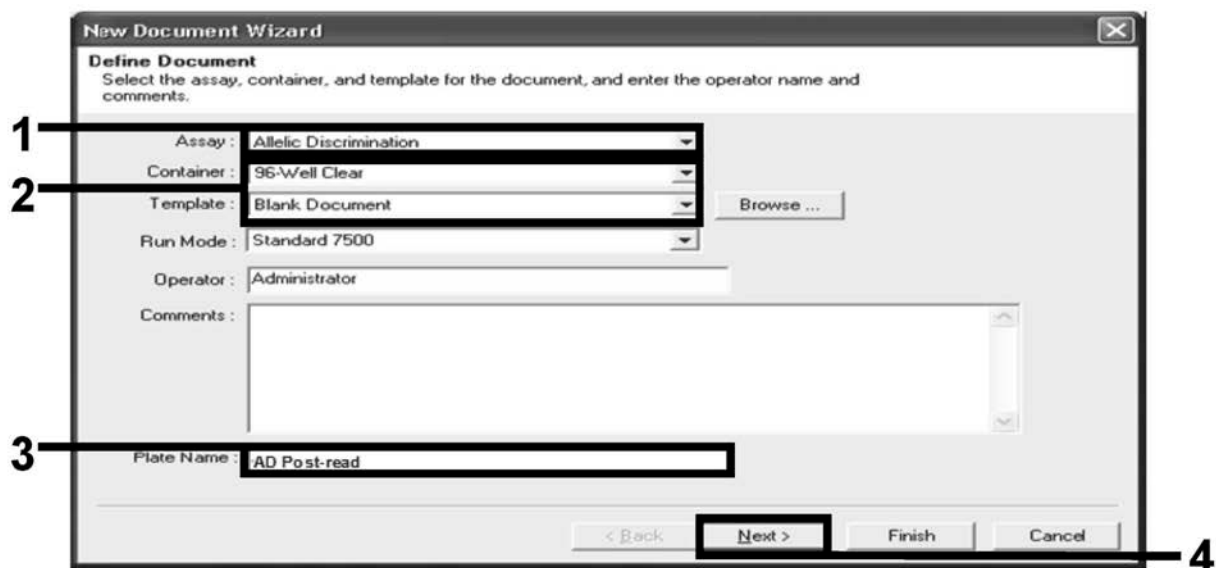 New Document Wizard
Define Document
Select the assay, container, and template for the document, and enter the operator name and
comments.
1
Assay : Allelic Discrimination
Container : 96-Well Clear
2
Template : Blank Document Browse ...
Run Mode : Standard 7500
Operator : Administrator
Comments :
3
Plate Name : AD Post-read
< Back Next > Finish Cancel
4